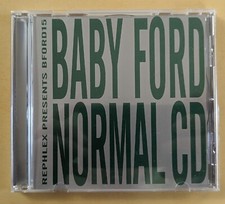 REPHLEX PRESENTS BFORD15
BABY FORD
NORMAL CD